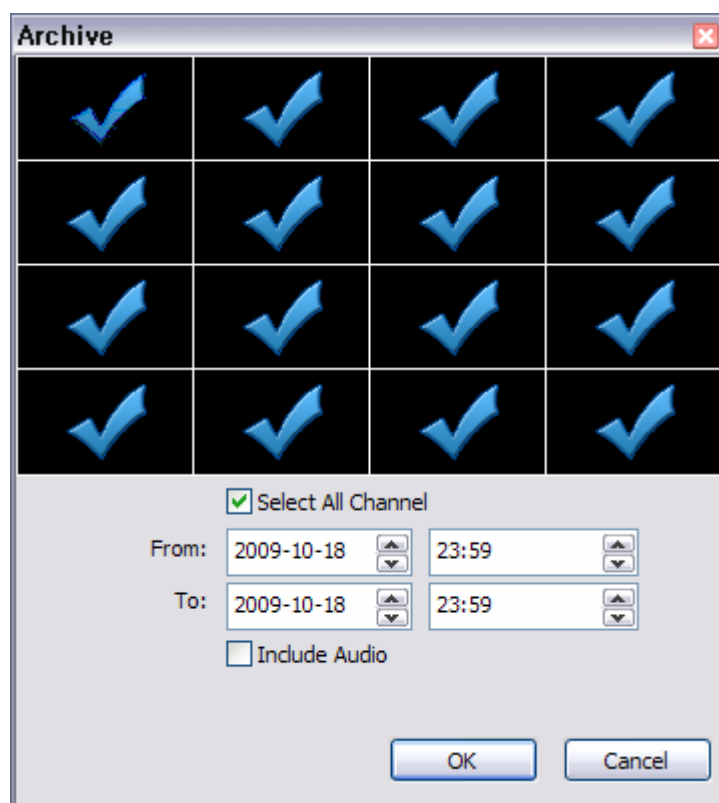 Archive
Select All Channel
From: 2009-10-18 23:59
To: 2009-10-18 23:59
Include Audio
OK Cancel